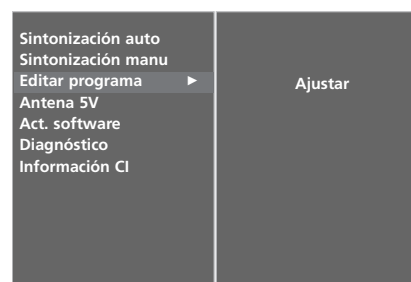 Sintonización auto
Sintonización manu
Editar programa ►
Ajustar
Antena 5V
Act. software
Diagnóstico
Información CI